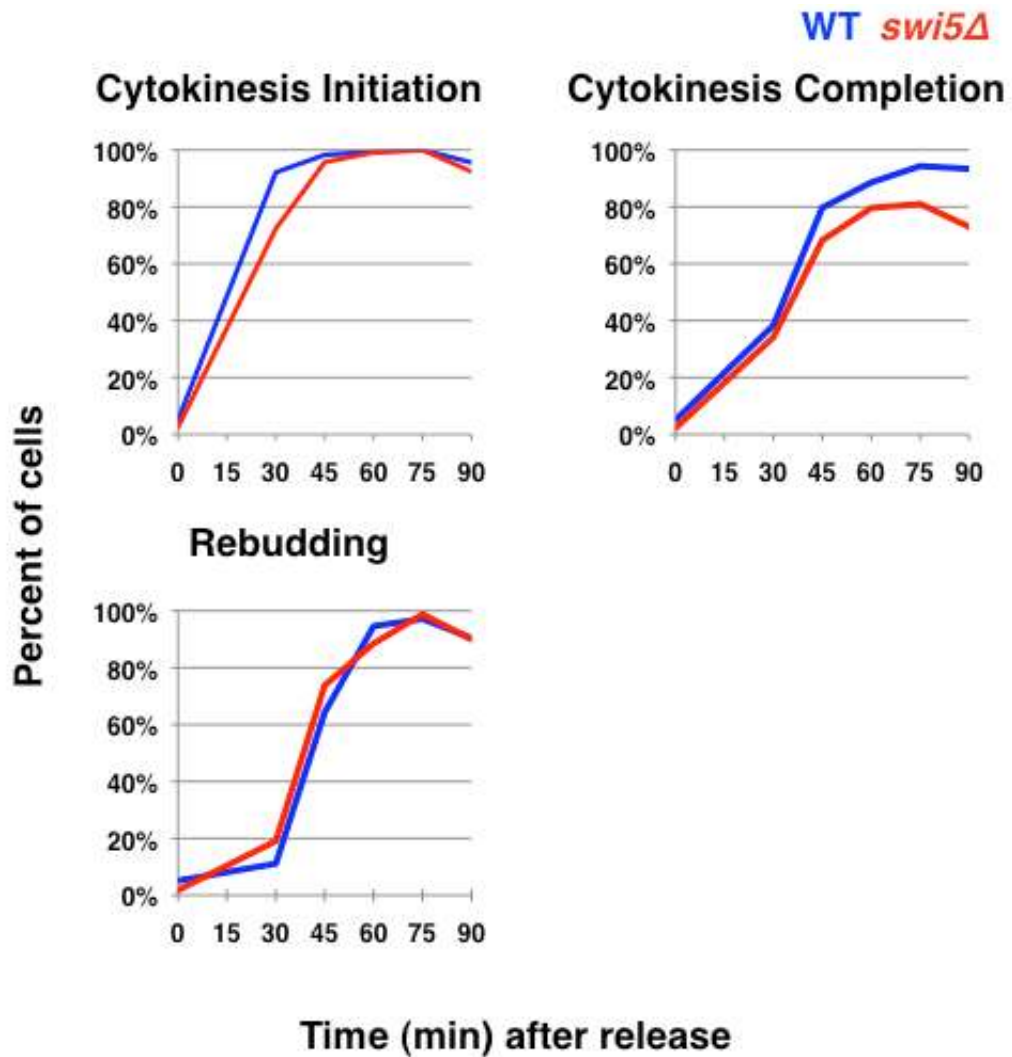 WT swi5Δ
Cytokinesis Initiation
Cytokinesis Completion
100%
80%
60%
40%
20%
0%
0 15 30 45 60 75 90
100%
80%
60%
40%
20%
0%
0 15 30 45 60 75 90
Percent of cells
Rebudding
100%
80%
60%
40%
20%
0%
0 15 30 45 60 75 90
Time (min) after release